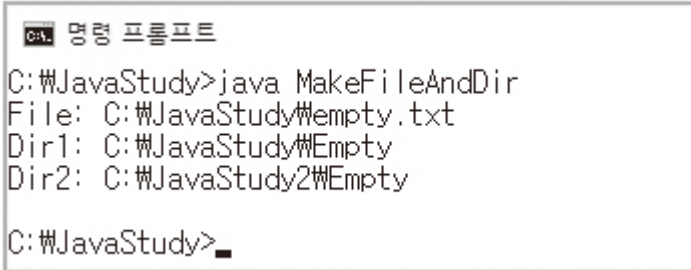 명령 프롬프트
C:₩JavaStudy>java MakeFileAndDir
File: C:₩JavaStudy₩empty.txt
Dir1: C:₩JavaStudy₩Empty
Dir2: C:₩JavaStudy2₩Empty
C:₩JavaStudy>_